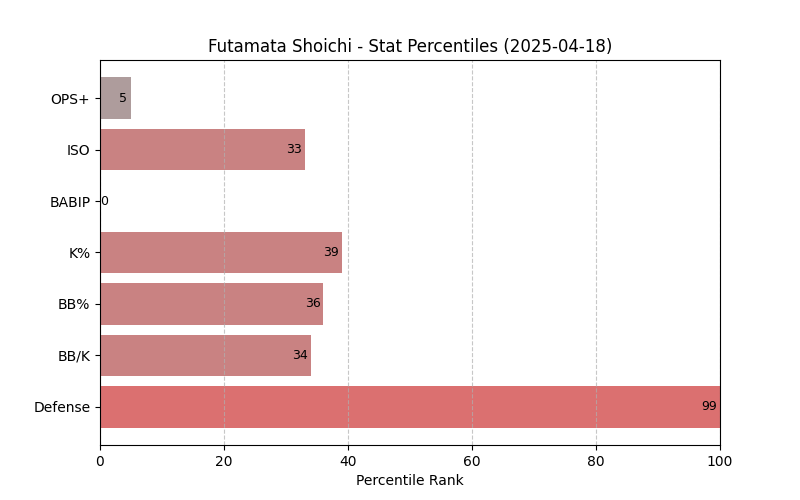 Futamata Shoichi - Stat Percentiles (2025-04-18)
OPS+ 5
ISO 33
BABIP 0
K% 39
BB% 36
BB/K 34
Defense 99
0 20 40 60 80 100
Percentile Rank